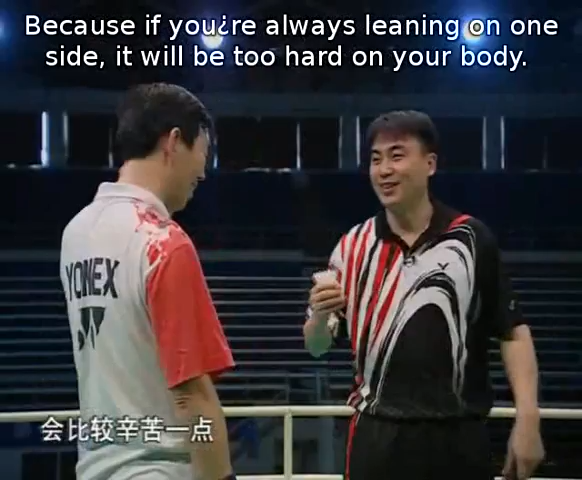 Because if you¿re always leaning on one
side, it will be too hard on your body.
YONEX
会比较辛苦一点